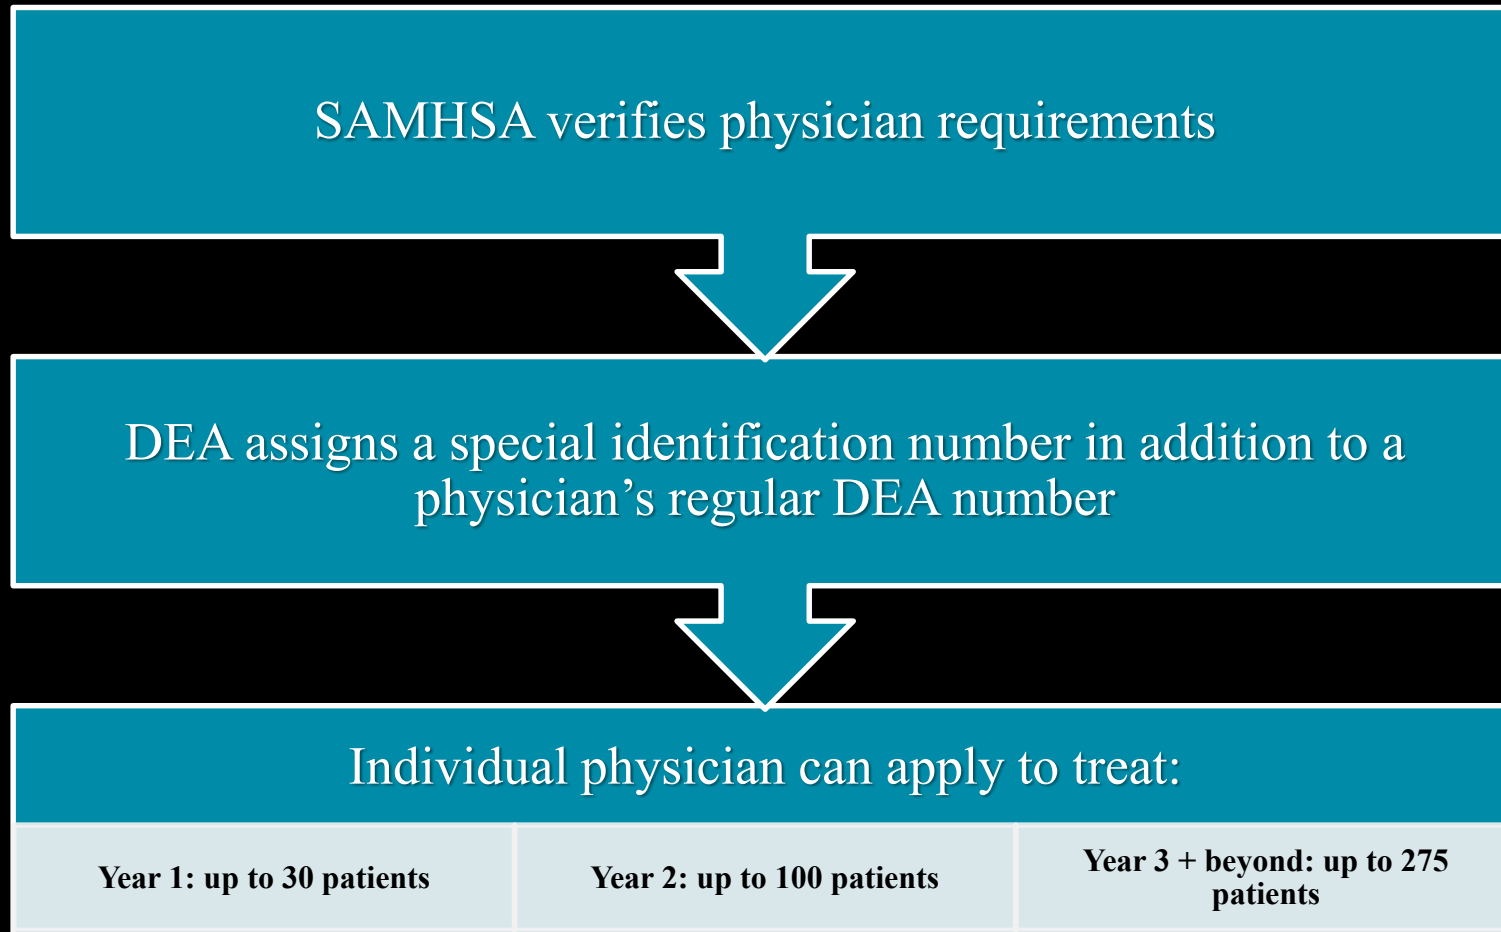 SAMHSA verifies physician requirements
DEA assigns a special identification number in addition to a
physician’s regular DEA number
Individual physician can apply to treat:
Year 1: up to 30 patients
Year 2: up to 100 patients
Year 3 + beyond: up to 275
patients